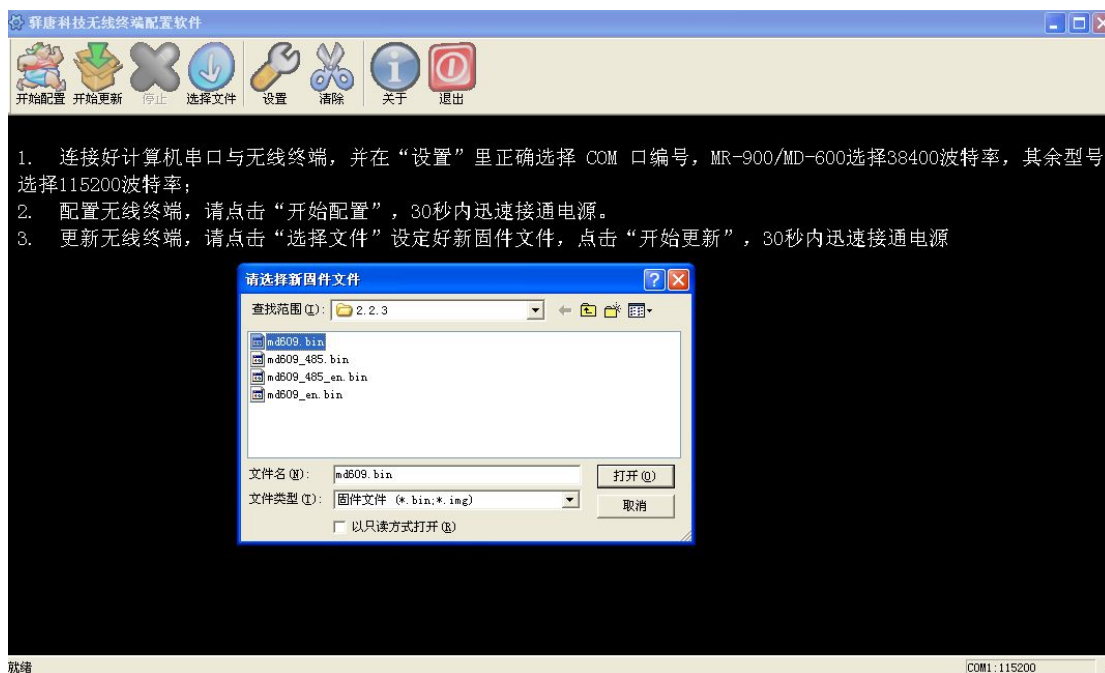 驿唐科技无线终端配置软件
开始配置 开始更新 停止 选择文件 设置 清除 关于 退出
1. 连接好计算机串口与无线终端，并在“设置”里正确选择 COM 口编号，MR-900/MD-600选择38400波特率，其余型号
选择115200波特率；
2. 配置无线终端，请点击“开始配置”，30秒内迅速接通电源。
3. 更新无线终端，请点击“选择文件”设定好新固件文件，点击“开始更新”，30秒内迅速接通电源
请选择新固件文件
查找范围(I): 2.2.3
md609.bin
md609_485.bin
md609_485_en.bin
md609_en.bin
文件名(N): md609.bin 打开(O)
文件类型(T): 固件文件 (*.bin;*.img) 取消
以只读方式打开(R)
就绪 COM1:115200